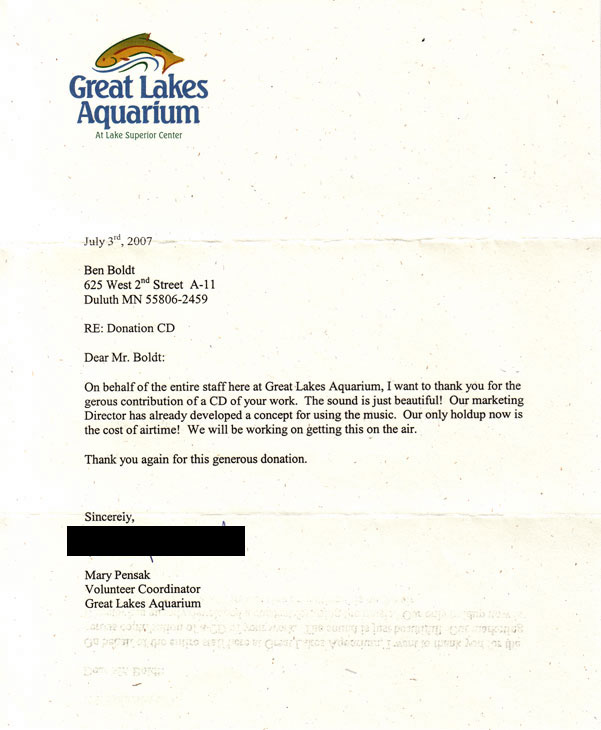 Great Lakes
Aquarium
At Lake Superior Center
July 3rd, 2007
Ben Boldt
625 West 2nd Street A-11
Duluth MN 55806-2459
RE: Donation CD
Dear Mr. Boldt:
On behalf of the entire staff here at Great Lakes Aquarium, I want to thank you for the
gerous contribution of a CD of your work. The sound is just beautiful! Our marketing
Director has already developed a concept for using the music. Our only holdup now is
the cost of airtime! We will be working on getting this on the air.
Thank you again for this generous donation.
Sincerely,
Mary Pensak
Volunteer Coordinator
Great Lakes Aquarium